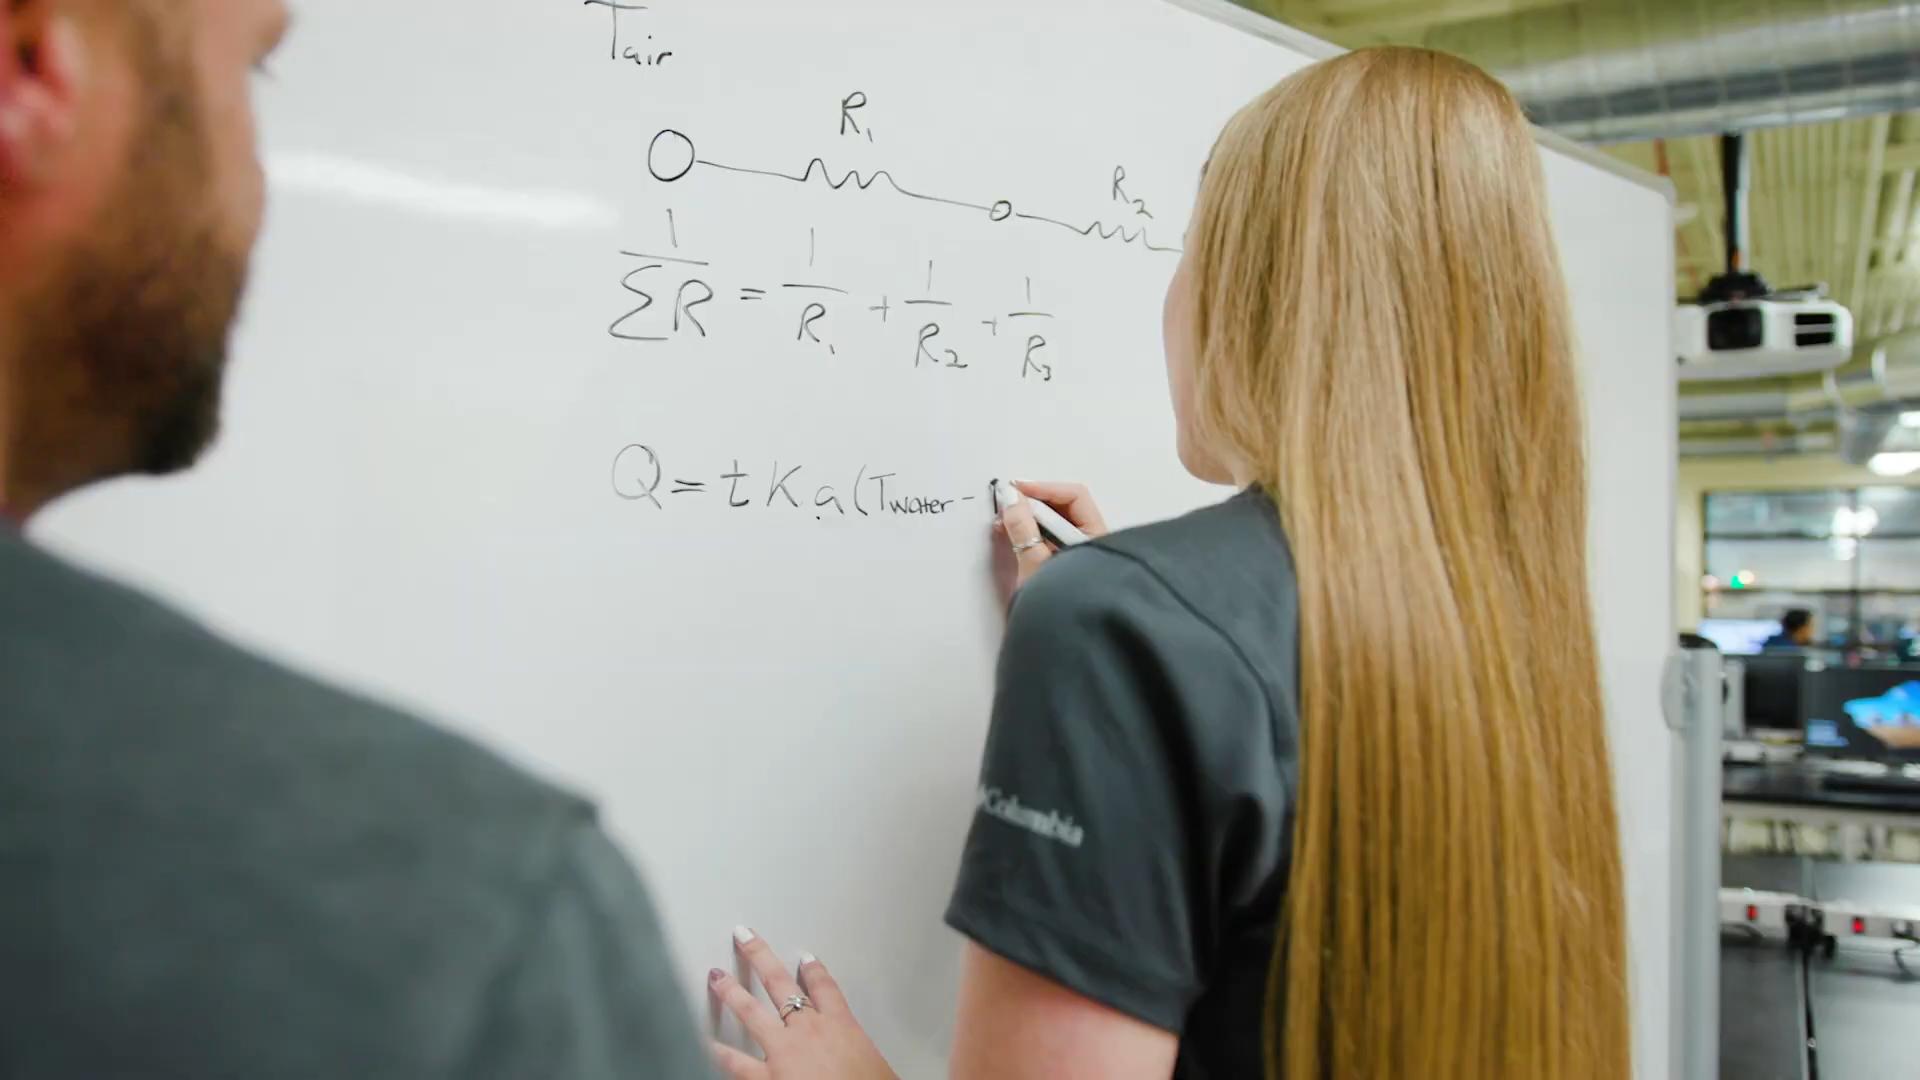 Tair
R₁
R₂
1/ΣR = 1/R₁ + 1/R₂ + 1/R₃
Q = t K a (Twater -
Columbia